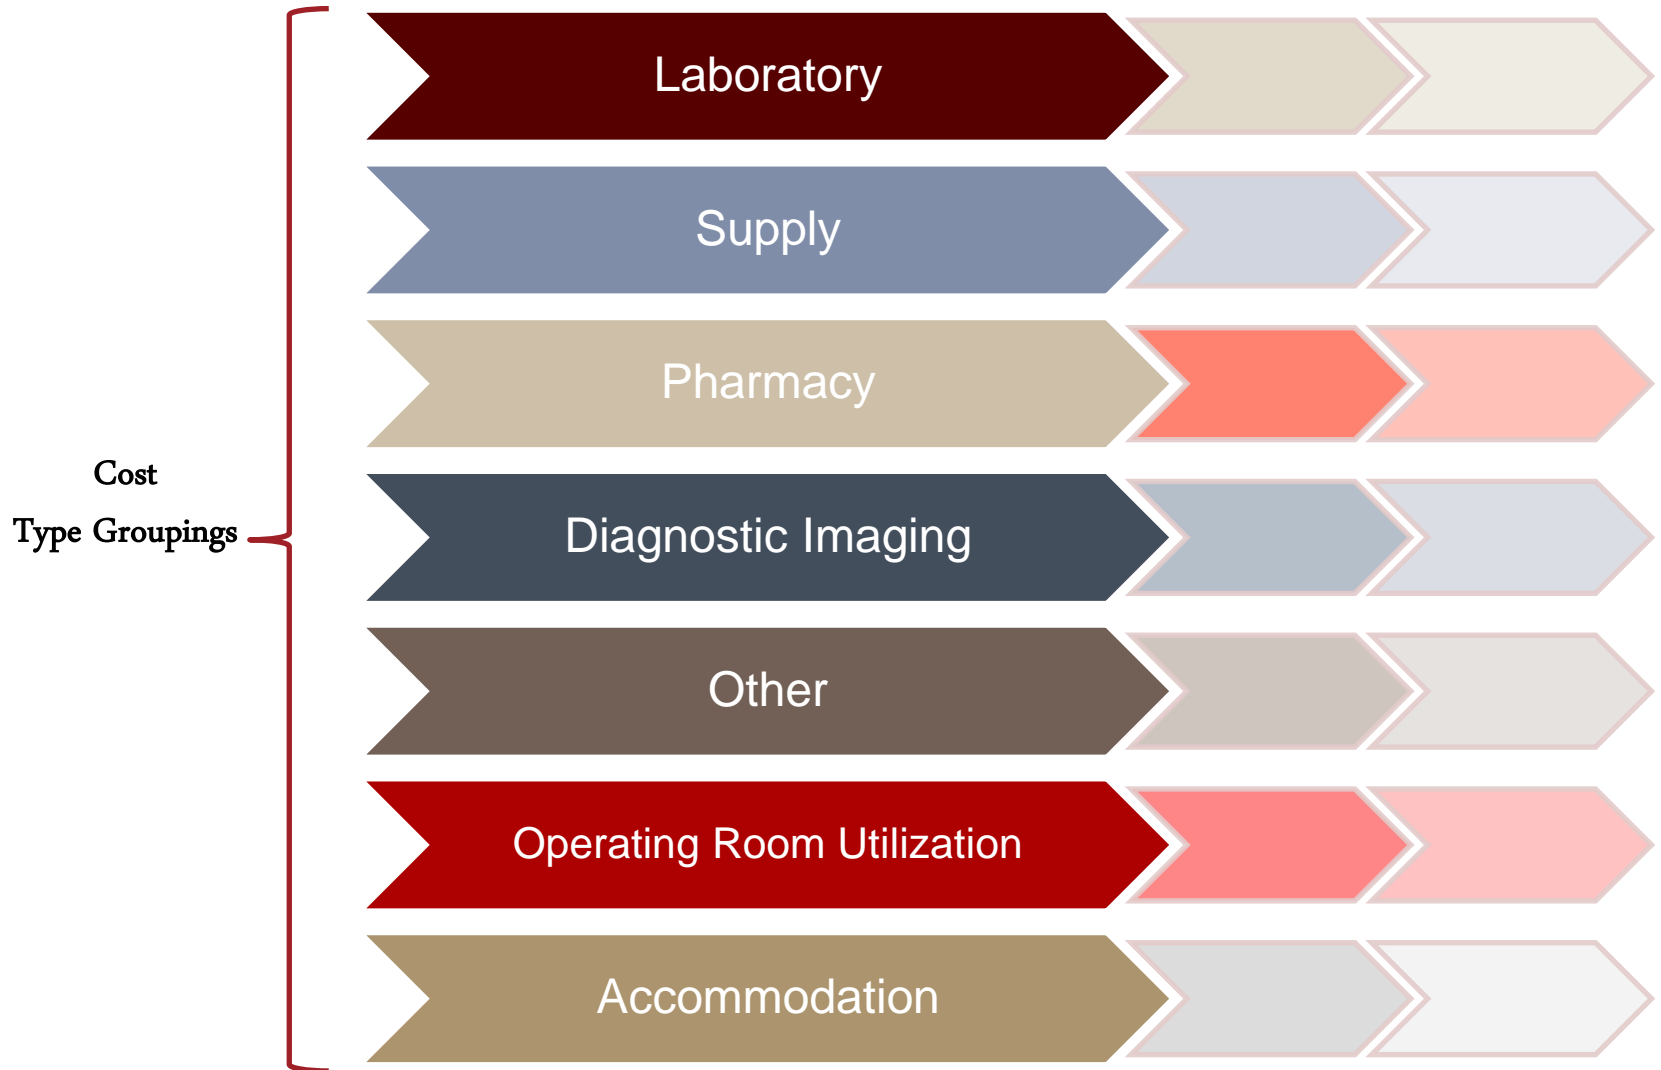 Cost
Type Groupings
Laboratory
Supply
Pharmacy
Diagnostic Imaging
Other
Operating Room Utilization
Accommodation